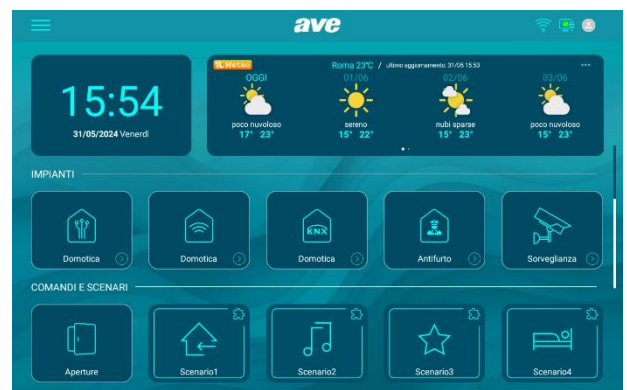 ave
15:54
31/05/2024 Venerdì
iL Meteo
Roma 23°C / ultimo aggiornamento: 31/05 15:53
OGGI
01/06
02/06
03/06
poco nuvoloso
sereno
nubi sparse
poco nuvoloso
17° 23°
15° 22°
15° 23°
15° 23°
IMPIANTI
KNX
Domotica
Domotica
Domotica
Antifurto
Sorveglianza
COMANDI E SCENARI
Aperture
Scenario1
Scenario2
Scenario3
Scenario4